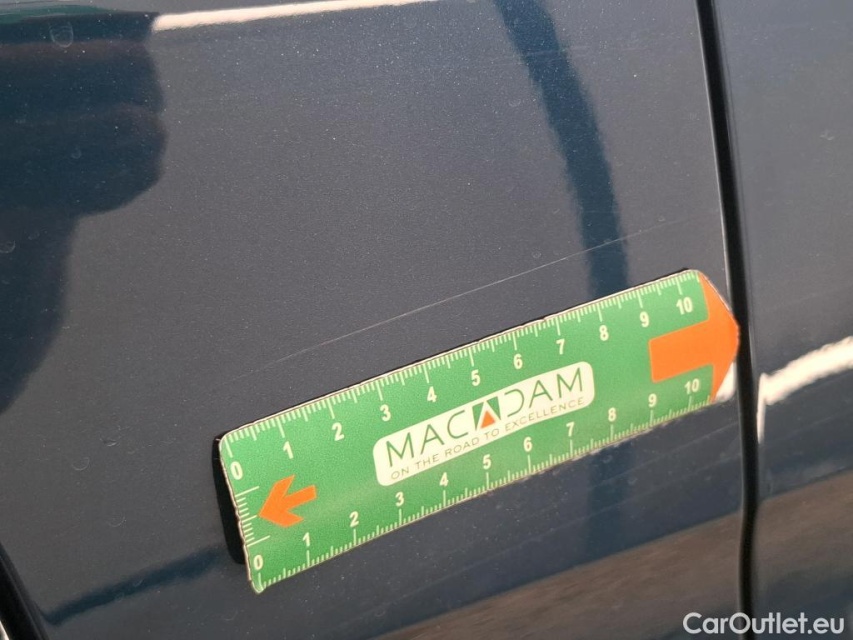 0 1 2 3 4 5 6 7 8 9 10
MACADAM
ON THE ROAD TO EXCELLENCE
0 1 2 3 4 5 6 7 8 9 10
CarOutlet.eu